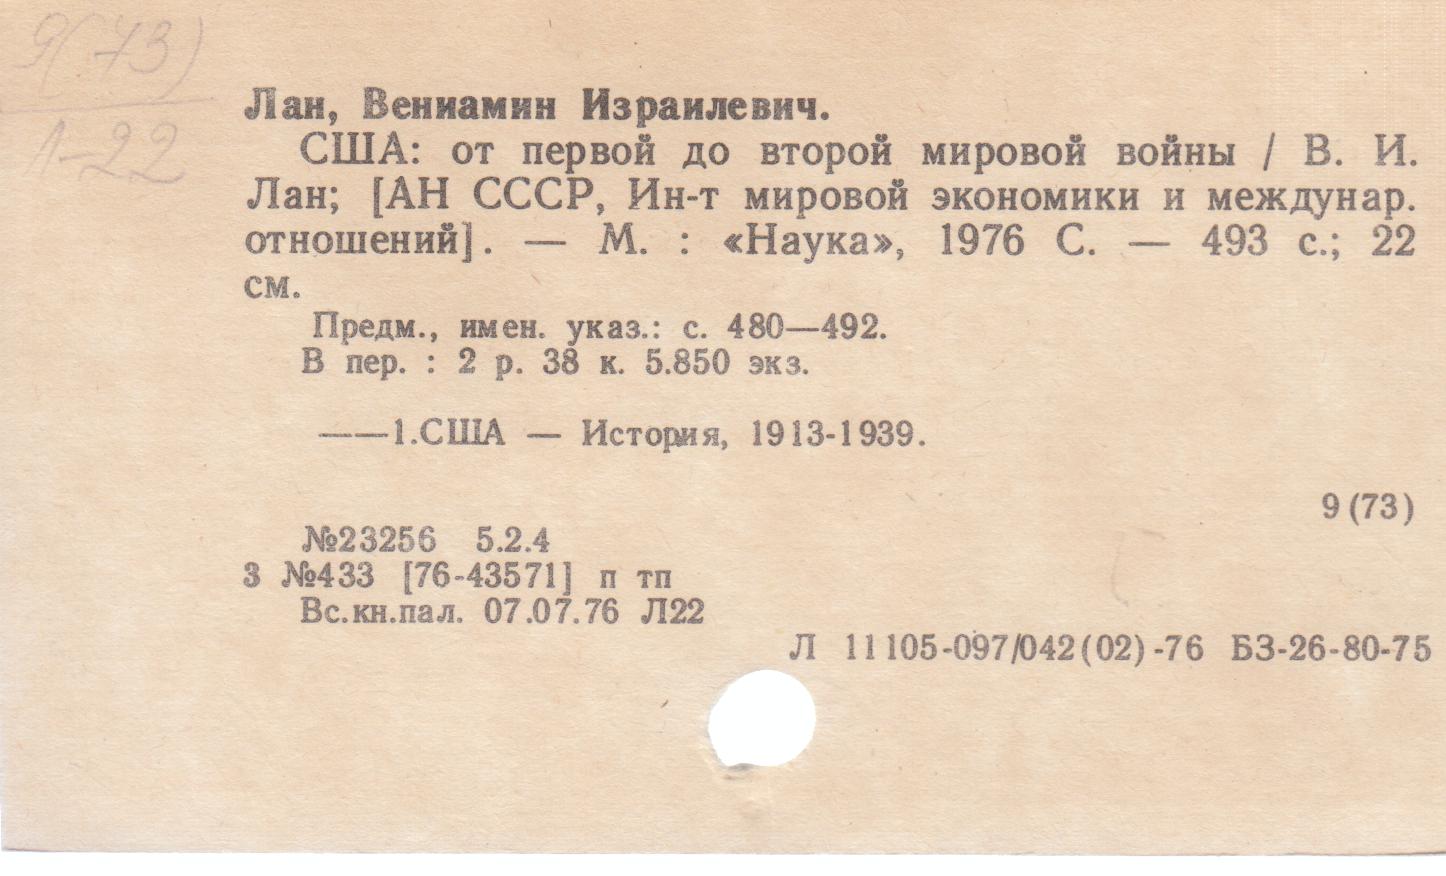 9(73)
Л-22
Лан, Вениамин Израилевич.
США: от первой до второй мировой войны / В. И.
Лан; [АН СССР, Ин-т мировой экономики и междунар.
отношений]. — М. : «Наука», 1976 С. — 493 с.; 22
см.
Предм., имен. указ.: с. 480—492.
В пер. : 2 р. 38 к. 5.850 экз.
——1.США — История, 1913-1939.
9(73)
№23256 5.2.4
3 №433 [76-43571] п тп
Вс.кн.пал. 07.07.76 Л22
Л 11105-097/042(02)-76 БЗ-26-80-75